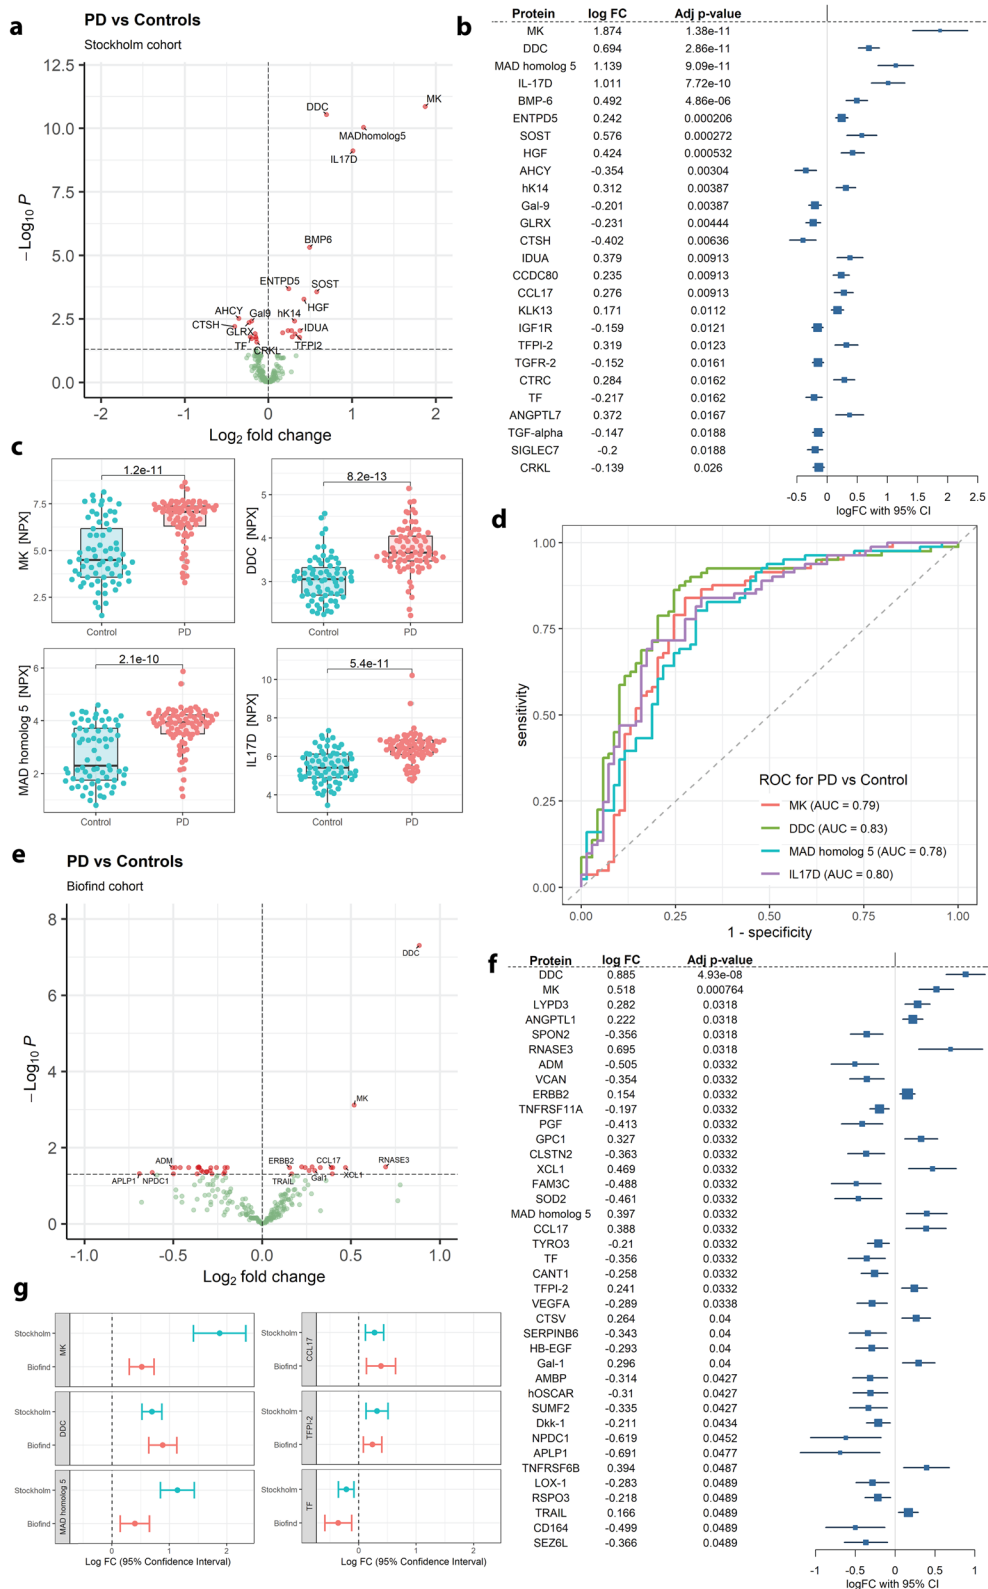 a
PD vs Controls
Stockholm cohort
12.5
10.0
7.5
5.0
2.5
0.0
−Log10 P
MK
DDC
MADhomolog5
IL17D
BMP6
ENTPD5
SOST
HGF
AHCY
Gal9
hK14
CTSH
GLRX
IDUA
TF
CRKL
TFPI2
-2 -1 0 1 2
Log2 fold change
b
Protein log FC Adj p-value
MK 1.874 1.38e-11
DDC 0.694 2.86e-11
MAD homolog 5 1.139 9.09e-11
IL-17D 1.011 7.72e-10
BMP-6 0.492 4.86e-06
ENTPD5 0.242 0.000206
SOST 0.576 0.000272
HGF 0.424 0.000532
AHCY -0.354 0.00304
hK14 0.312 0.00387
Gal-9 -0.201 0.00387
GLRX -0.231 0.00444
CTSH -0.402 0.00636
IDUA 0.379 0.00913
CCDC80 0.235 0.00913
CCL17 0.276 0.00913
KLK13 0.171 0.0112
IGF1R -0.159 0.0121
TFPI-2 0.319 0.0123
TGFR-2 -0.152 0.0161
CTRC 0.284 0.0162
TF -0.217 0.0162
ANGPTL7 0.372 0.0167
TGF-alpha -0.147 0.0188
SIGLEC7 -0.2 0.0188
CRKL -0.139 0.026
-0.5 0 0.5 1 1.5 2 2.5
logFC with 95% CI
c
1.2e-11
MK [NPX]
7.5
5.0
2.5
Control PD
8.2e-13
DDC [NPX]
5
4
3
Control PD
2.1e-10
MAD homolog 5 [NPX]
6
4
2
Control PD
5.4e-11
IL17D [NPX]
10
8
6
4
Control PD
d
1.00
0.75
0.50
0.25
0.00
sensitivity
ROC for PD vs Control
MK (AUC = 0.79)
DDC (AUC = 0.83)
MAD homolog 5 (AUC = 0.78)
IL17D (AUC = 0.80)
0.00 0.25 0.50 0.75 1.00
1 - specificity
e
PD vs Controls
Biofind cohort
8
6
4
2
0
−Log10 P
DDC
MK
ADM
ERBB2
CCL17
RNASE3
APLP1
NPDC1
TRAIL
Gal1
XCL1
-1.0 -0.5 0.0 0.5 1.0
Log2 fold change
f
Protein log FC Adj p-value
DDC 0.885 4.93e-08
MK 0.518 0.000764
LYPD3 0.282 0.0318
ANGPTL1 0.222 0.0318
SPON2 -0.356 0.0318
RNASE3 0.695 0.0318
ADM -0.505 0.0332
VCAN -0.354 0.0332
ERBB2 0.154 0.0332
TNFRSF11A -0.197 0.0332
PGF -0.413 0.0332
GPC1 0.327 0.0332
CLSTN2 -0.363 0.0332
XCL1 0.469 0.0332
FAM3C -0.488 0.0332
SOD2 -0.461 0.0332
MAD homolog 5 0.397 0.0332
CCL17 0.388 0.0332
TYRO3 -0.21 0.0332
TF -0.356 0.0332
CANT1 -0.258 0.0332
TFPI-2 0.241 0.0332
VEGFA -0.289 0.0338
CTSV 0.264 0.04
SERPINB6 -0.343 0.04
HB-EGF -0.293 0.04
Gal-1 0.296 0.04
AMBP -0.314 0.0427
hOSCAR -0.31 0.0427
SUMF2 -0.335 0.0427
Dkk-1 -0.211 0.0434
NPDC1 -0.619 0.0452
APLP1 -0.691 0.0477
TNFRSF6B 0.394 0.0487
LOX-1 -0.283 0.0489
RSPO3 -0.218 0.0489
TRAIL 0.166 0.0489
CD164 -0.499 0.0489
SEZ6L -0.366 0.0489
-1 -0.5 0 0.5 1
logFC with 95% CI
g
Stockholm
Biofind
MK
Stockholm
Biofind
DDC
Stockholm
Biofind
MAD homolog 5
0 1 2
Log FC (95% Confidence Interval)
Stockholm
Biofind
CCL17
Stockholm
Biofind
TFPI-2
Stockholm
Biofind
TF
0 1 2
Log FC (95% Confidence Interval)